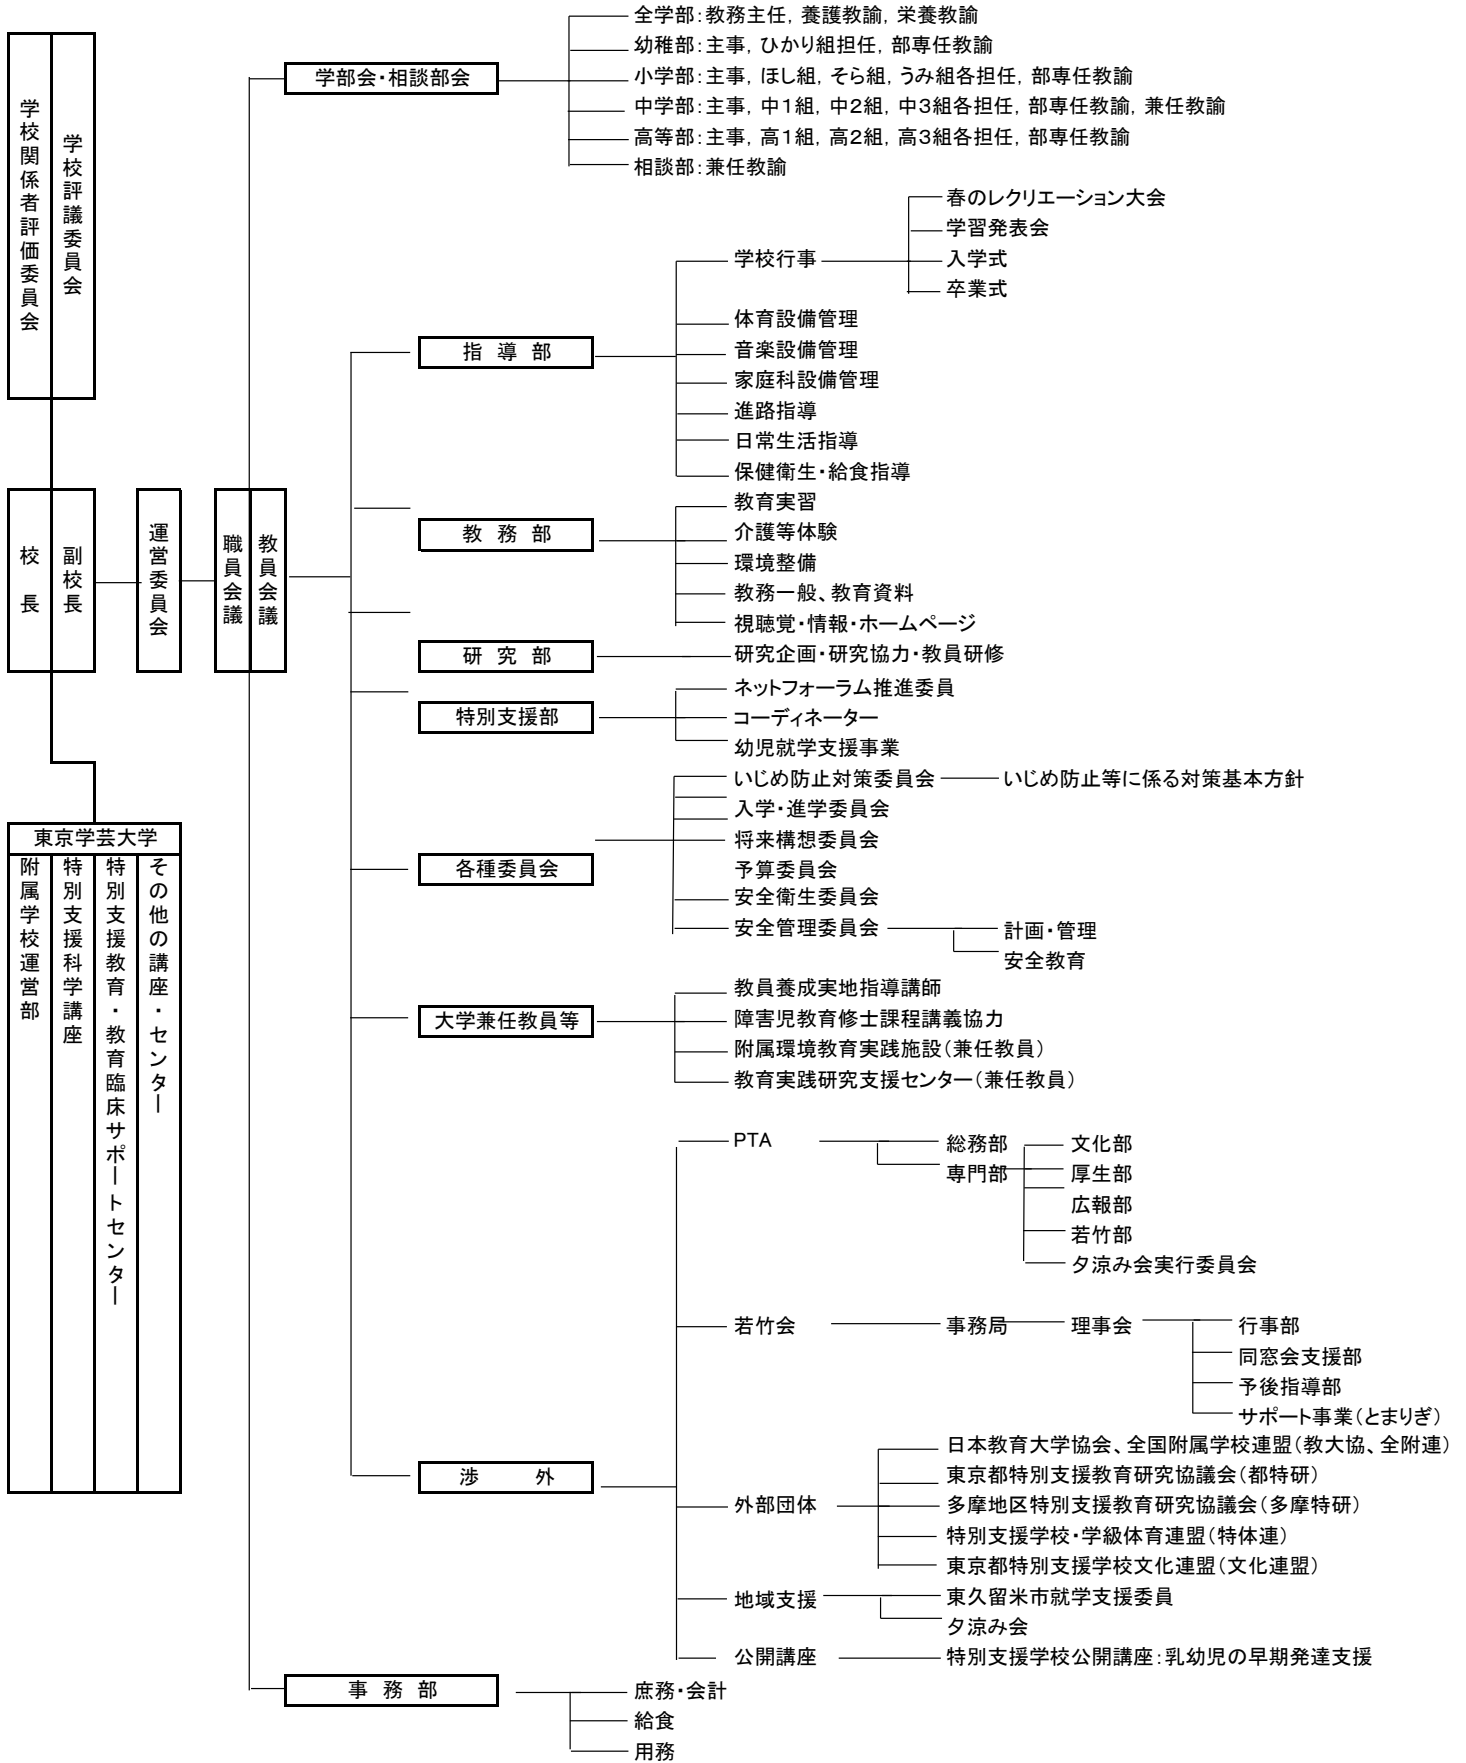 学校関係者評価委員会
学校評議委員会
校長
副校長
運営委員会
職員会議
教員会議
東京学芸大学
附属学校運営部
特別支援科学講座
特別支援教育・教育臨床サポートセンター
その他の講座・センター
学部会・相談部会
全学部：教務主任，養護教諭，栄養教諭
幼稚部：主事，ひかり組担任，部専任教諭
小学部：主事，ほし組，そら組，うみ組各担任，部専任教諭
中学部：主事，中１組，中２組，中３組各担任，部専任教諭，兼任教諭
高等部：主事，高１組，高２組，高３組各担任，部専任教諭
相談部：兼任教諭
指導部
学校行事
春のレクリエーション大会
学習発表会
入学式
卒業式
体育設備管理
音楽設備管理
家庭科設備管理
進路指導
日常生活指導
保健衛生・給食指導
教務部
教育実習
介護等体験
環境整備
教務一般、教育資料
視聴覚・情報・ホームページ
研究部
研究企画・研究協力・教員研修
特別支援部
ネットフォーラム推進委員
コーディネーター
幼児就学支援事業
各種委員会
いじめ防止対策委員会
いじめ防止等に係る対策基本方針
入学・進学委員会
将来構想委員会
予算委員会
安全衛生委員会
安全管理委員会
計画・管理
安全教育
大学兼任教員等
教員養成実地指導講師
障害児教育修士課程講義協力
附属環境教育実践施設（兼任教員）
教育実践研究支援センター（兼任教員）
渉外
PTA
総務部
専門部
文化部
厚生部
広報部
若竹部
夕涼み会実行委員会
若竹会
事務局
理事会
行事部
同窓会支援部
予後指導部
サポート事業（とまりぎ）
外部団体
日本教育大学協会、全国附属学校連盟（教大協、全附連）
東京都特別支援教育研究協議会（都特研）
多摩地区特別支援教育研究協議会（多摩特研）
特別支援学校・学級体育連盟（特体連）
東京都特別支援学校文化連盟（文化連盟）
地域支援
東久留米市就学支援委員
夕涼み会
公開講座
特別支援学校公開講座：乳幼児の早期発達支援
事務部
庶務・会計
給食
用務